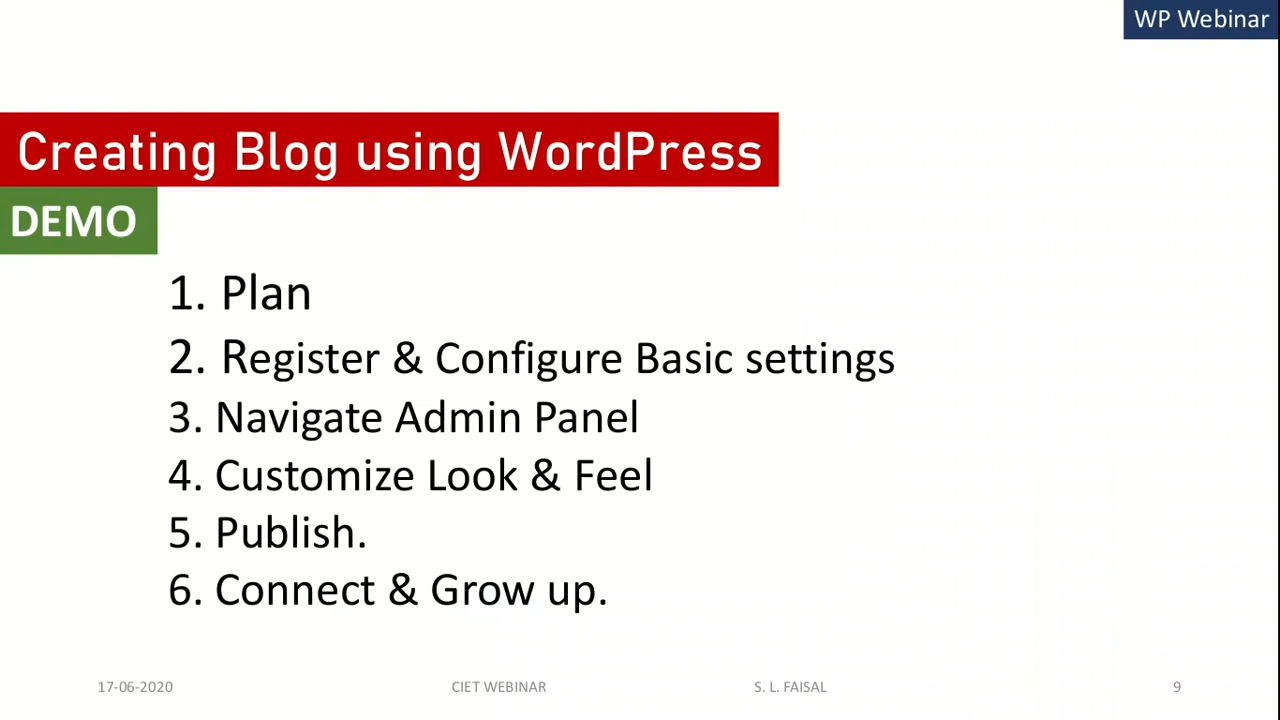 WP Webinar
Creating Blog using WordPress
DEMO
1. Plan
2. Register & Configure Basic settings
3. Navigate Admin Panel
4. Customize Look & Feel
5. Publish.
6. Connect & Grow up.
17-06-2020 CIET WEBINAR S. L. FAISAL 9